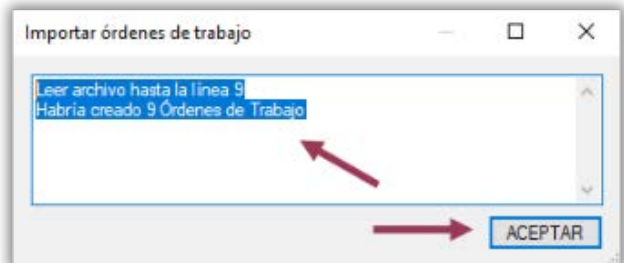 Importar órdenes de trabajo
Leer archivo hasta la línea 9
Habría creado 9 Órdenes de Trabajo
ACEPTAR